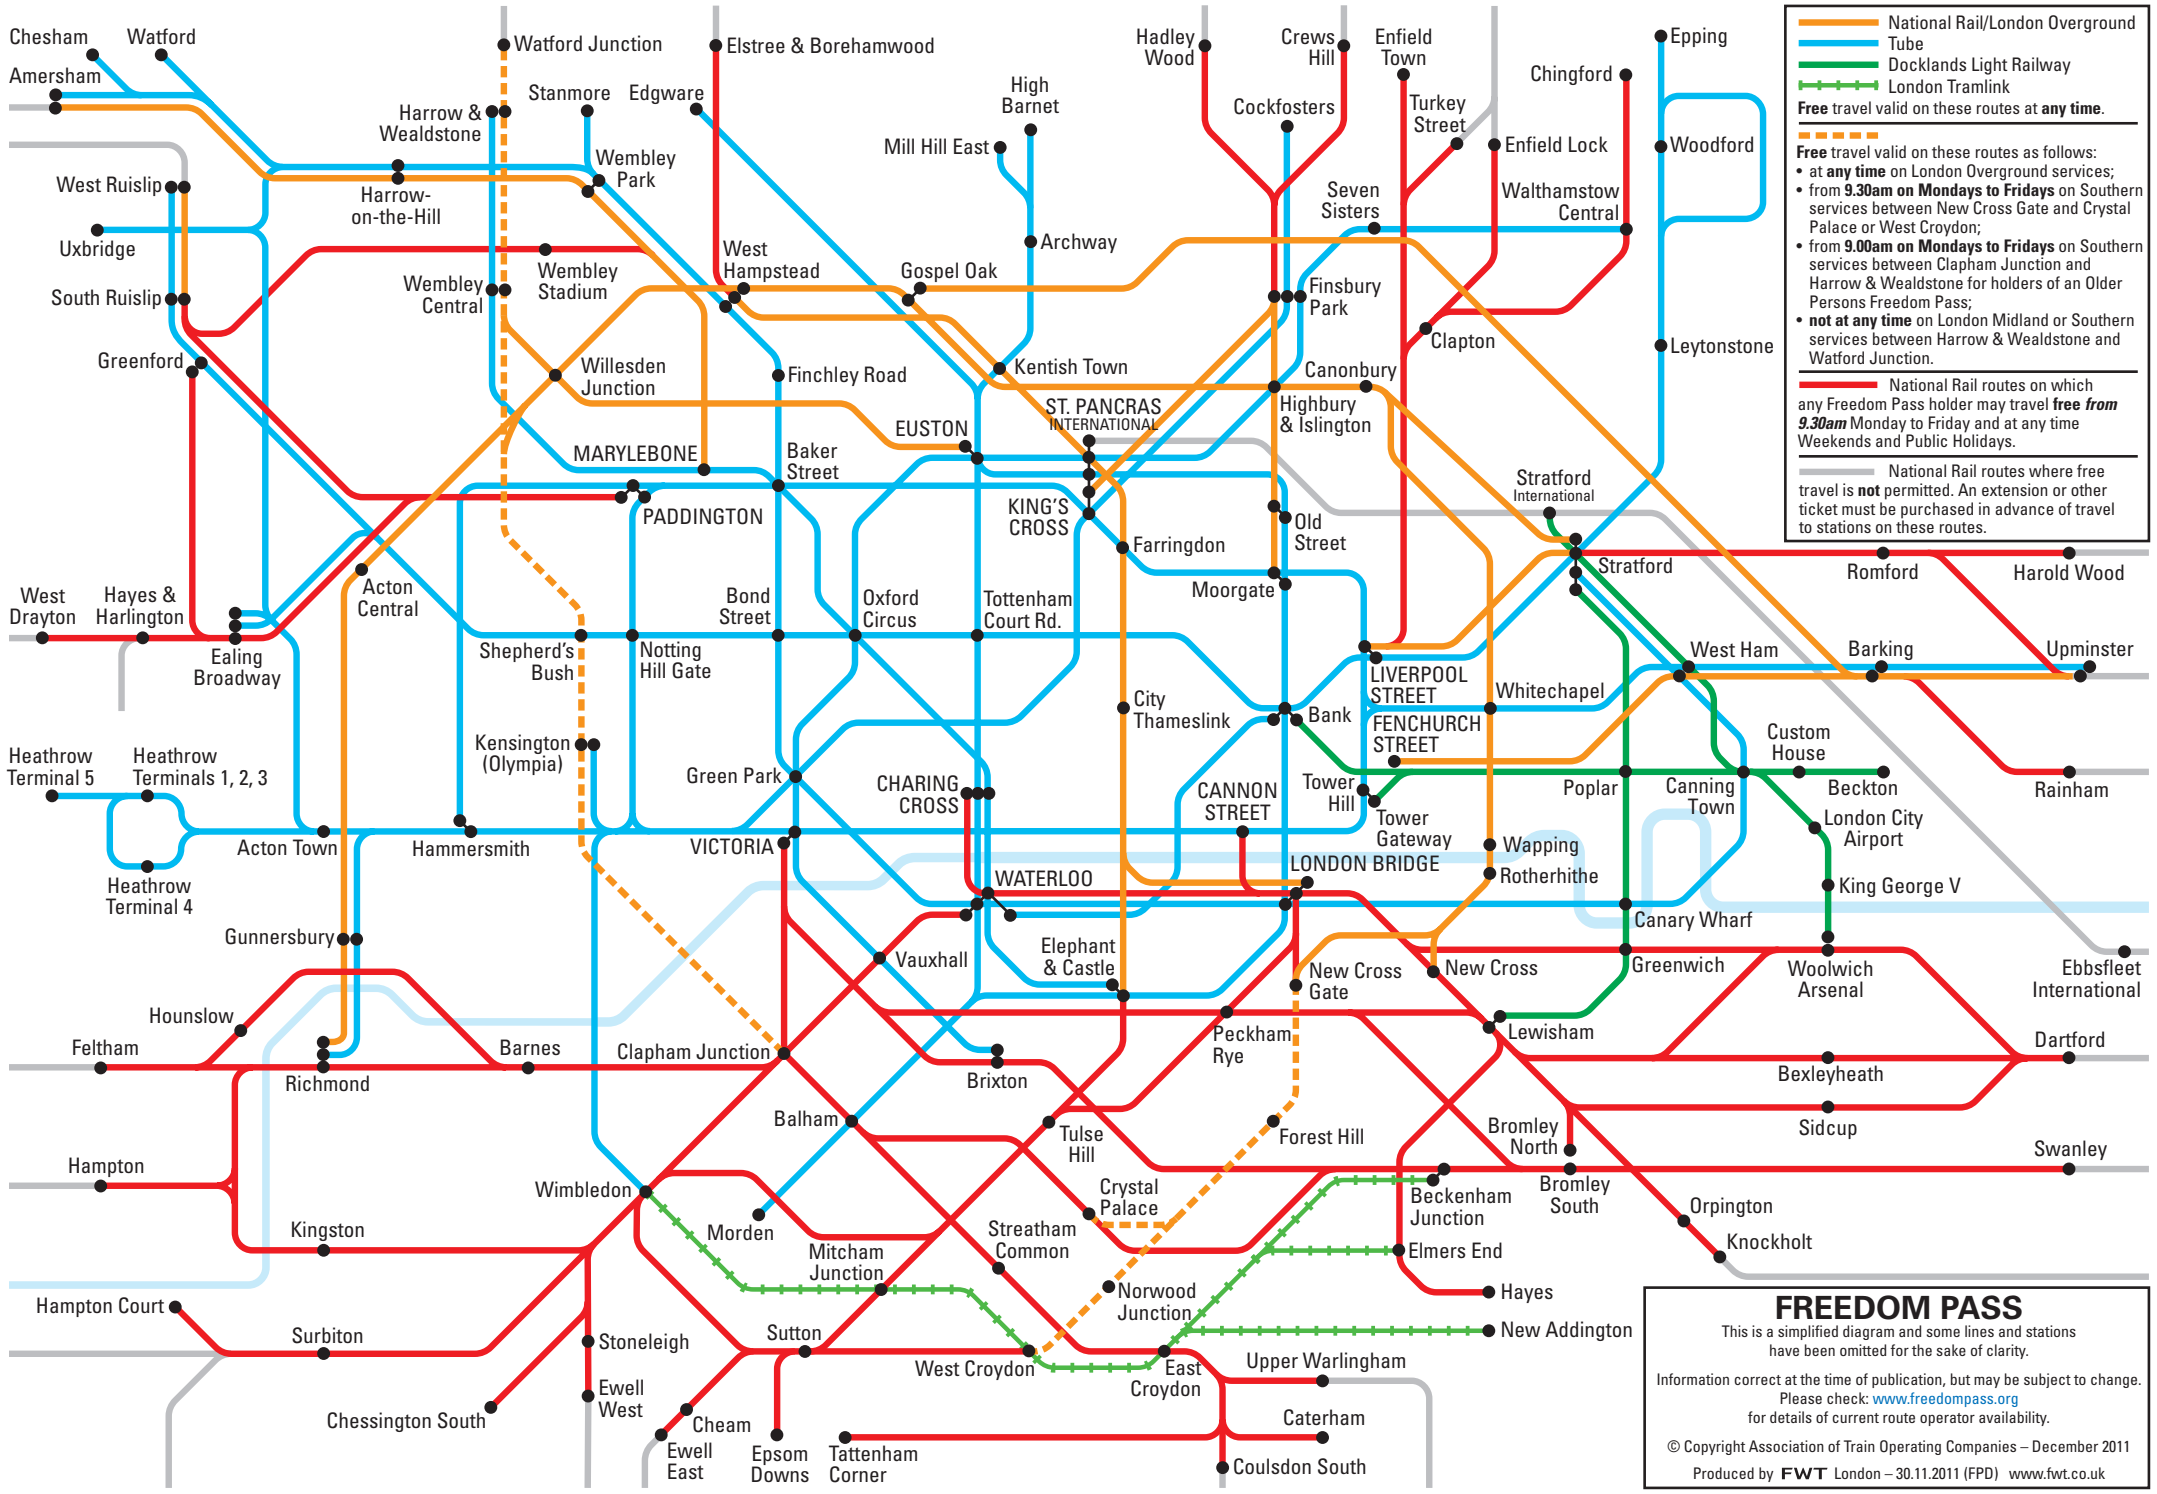 Chesham
Watford
Amersham
Watford Junction
Elstree & Borehamwood
Hadley
Wood
Crews
Hill
Enfield
Town
Epping
Chingford
Harrow &
Wealdstone
Stanmore
Edgware
High
Barnet
Mill Hill East
Cockfosters
Turkey
Street
Enfield Lock
Woodford
West Ruislip
Harrow-
on-the-Hill
Wembley
Park
Seven
Sisters
Walthamstow
Central
Uxbridge
Archway
Wembley
Stadium
West
Hampstead
Gospel Oak
South Ruislip
Wembley
Central
Finsbury
Park
Clapton
Leytonstone
Greenford
Willesden
Junction
Finchley Road
Kentish Town
Canonbury
Highbury
& Islington
ST. PANCRAS
INTERNATIONAL
EUSTON
MARYLEBONE
Baker
Street
Stratford
International
PADDINGTON
KING'S
CROSS
Old
Street
Farringdon
Stratford
Romford
Harold Wood
West
Drayton
Hayes &
Harlington
Acton
Central
Bond
Street
Oxford
Circus
Tottenham
Court Rd.
Moorgate
Ealing
Broadway
Shepherd's
Bush
Notting
Hill Gate
LIVERPOOL
STREET
West Ham
Barking
Upminster
Whitechapel
City
Thameslink
Bank
FENCHURCH
STREET
Custom
House
Heathrow
Terminal 5
Heathrow
Terminals 1, 2, 3
Kensington
(Olympia)
Green Park
CHARING
CROSS
CANNON
STREET
Tower
Hill
Tower
Gateway
Poplar
Canning
Town
Beckton
Rainham
London City
Airport
Acton Town
Hammersmith
VICTORIA
Wapping
LONDON BRIDGE
Rotherhithe
Heathrow
Terminal 4
WATERLOO
King George V
Canary Wharf
Gunnersbury
Vauxhall
Elephant
& Castle
New Cross
Gate
New Cross
Greenwich
Woolwich
Arsenal
Ebbsfleet
International
Hounslow
Feltham
Richmond
Barnes
Clapham Junction
Brixton
Peckham
Rye
Lewisham
Bexleyheath
Dartford
Balham
Tulse
Hill
Forest Hill
Bromley
North
Sidcup
Hampton
Wimbledon
Morden
Crystal
Palace
Beckenham
Junction
Bromley
South
Swanley
Kingston
Mitcham
Junction
Streatham
Common
Elmers End
Orpington
Knockholt
Hampton Court
Surbiton
Stoneleigh
Sutton
Norwood
Junction
Hayes
New Addington
West Croydon
East
Croydon
Upper Warlingham
Chessington South
Ewell
West
Cheam
Ewell
East
Epsom
Downs
Tattenham
Corner
Caterham
Coulsdon South
National Rail/London Overground
Tube
Docklands Light Railway
London Tramlink
Free travel valid on these routes at any time.
Free travel valid on these routes as follows:
• at any time on London Overground services;
• from 9.30am on Mondays to Fridays on Southern
services between New Cross Gate and Crystal
Palace or West Croydon;
• from 9.00am on Mondays to Fridays on Southern
services between Clapham Junction and
Harrow & Wealdstone for holders of an Older
Persons Freedom Pass;
• not at any time on London Midland or Southern
services between Harrow & Wealdstone and
Watford Junction.
National Rail routes on which
any Freedom Pass holder may travel free from
9.30am Monday to Friday and at any time
Weekends and Public Holidays.
National Rail routes where free
travel is not permitted. An extension or other
ticket must be purchased in advance of travel
to stations on these routes.
FREEDOM PASS
This is a simplified diagram and some lines and stations
have been omitted for the sake of clarity.
Information correct at the time of publication, but may be subject to change.
Please check: www.freedompass.org
for details of current route operator availability.
© Copyright Association of Train Operating Companies – December 2011
Produced by FWT London – 30.11.2011 (FPD) www.fwt.co.uk